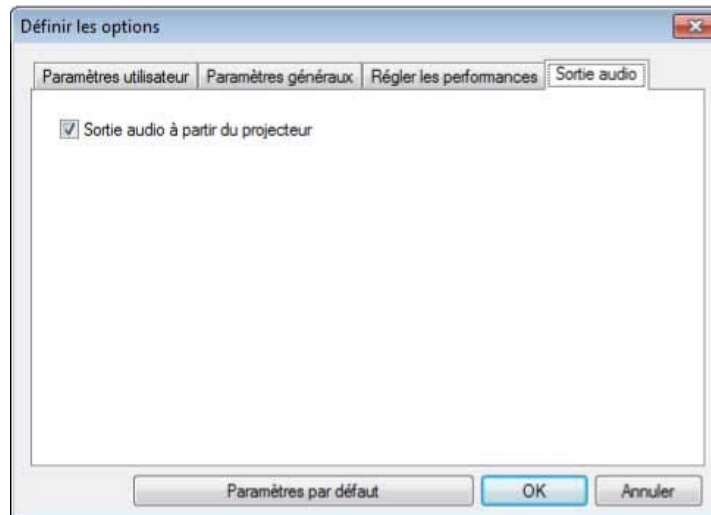 Définir les options
Paramètres utilisateur Paramètres généraux Régler les performances Sortie audio
Sortie audio à partir du projecteur
Paramètres par défaut OK Annuler